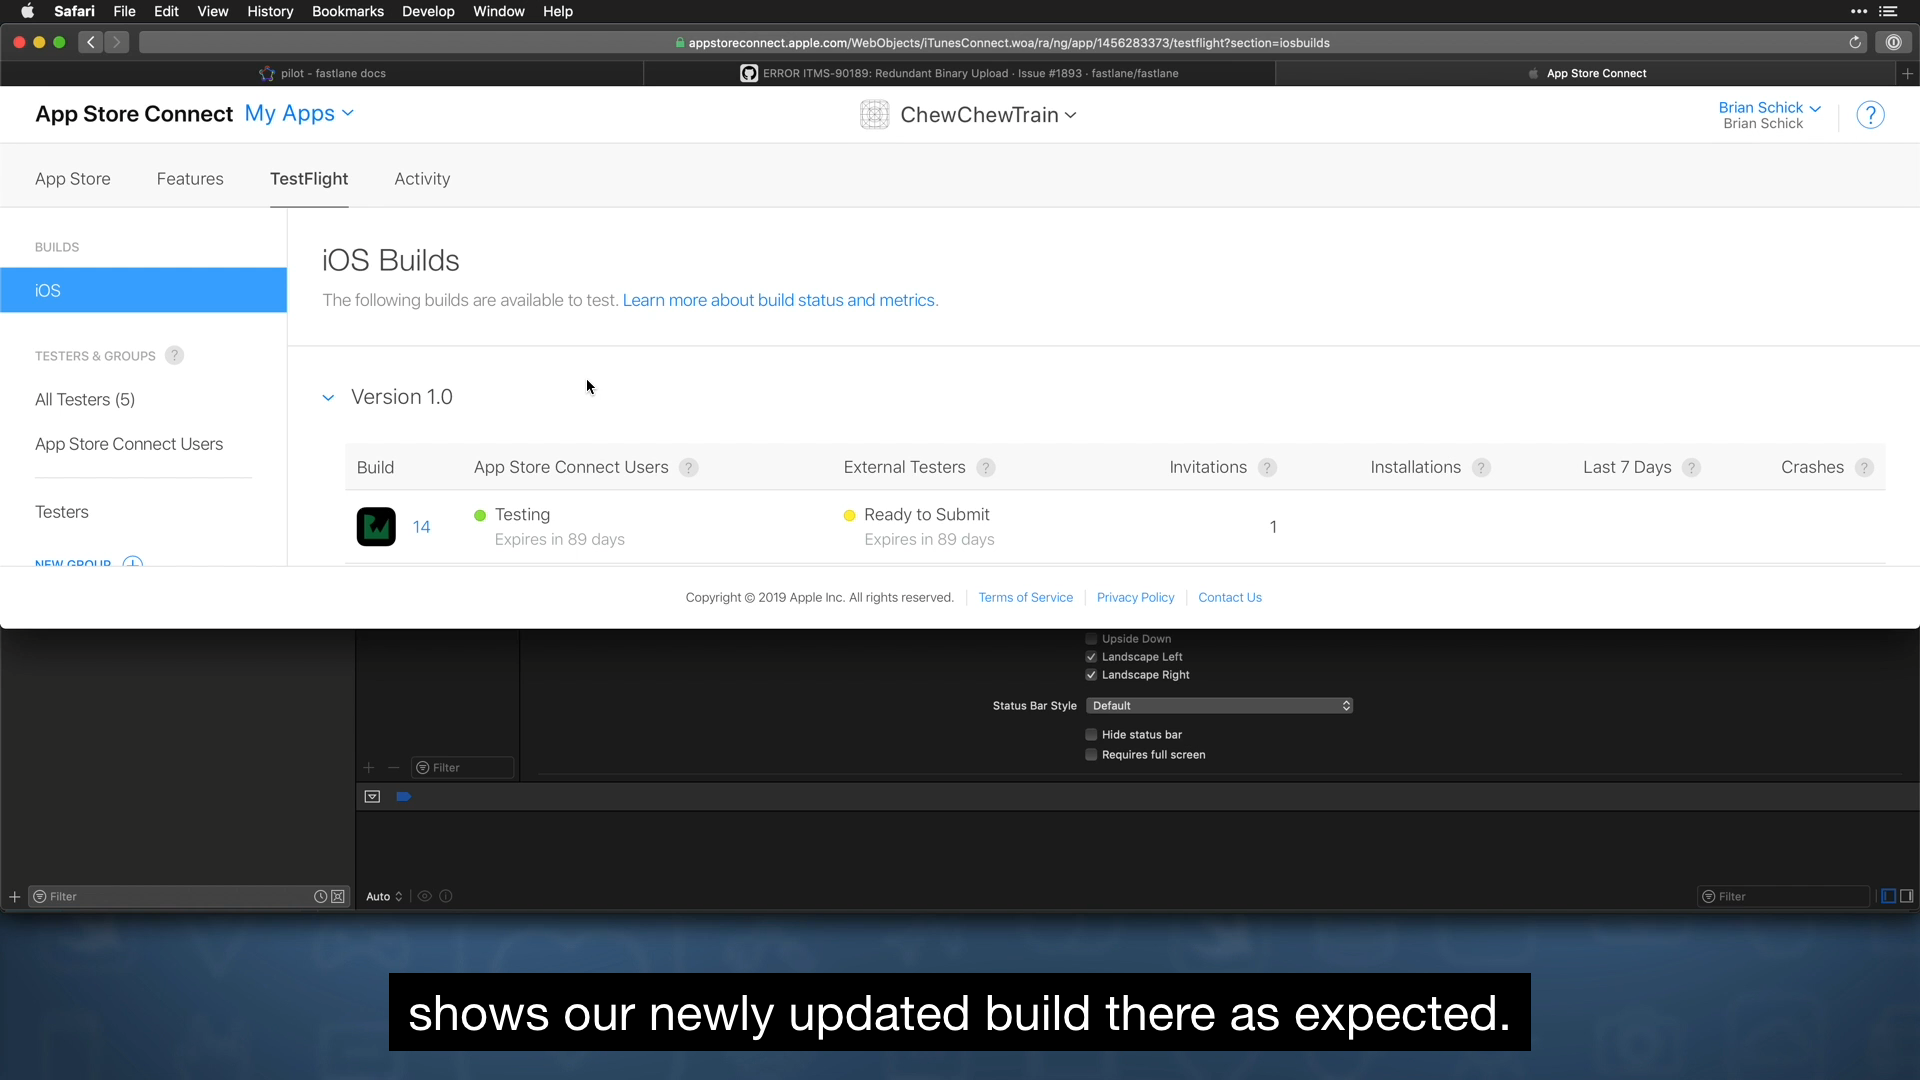 Safari File Edit View History Bookmarks Develop Window Help
appstoreconnect.apple.com/WebObjects/iTunesConnect.woa/ra/ng/app/1456283373/testflight?section=iosbuilds
pilot - fastlane docs
ERROR ITMS-90189: Redundant Binary Upload · Issue #1893 · fastlane/fastlane
App Store Connect
App Store Connect My Apps
ChewChewTrain
Brian Schick
Brian Schick
?
App Store Features TestFlight Activity
BUILDS
iOS
TESTERS & GROUPS ?
All Testers (5)
App Store Connect Users
Testers
NEW GROUP
iOS Builds
The following builds are available to test. Learn more about build status and metrics.
Version 1.0
Build App Store Connect Users ? External Testers ? Invitations ? Installations ? Last 7 Days ? Crashes ?
14 Testing Ready to Submit 1
Expires in 89 days Expires in 89 days
Copyright © 2019 Apple Inc. All rights reserved. Terms of Service Privacy Policy Contact Us
Upside Down
Landscape Left
Landscape Right
Status Bar Style Default
Hide status bar
Requires full screen
Filter
Filter
Auto
Filter
shows our newly updated build there as expected.